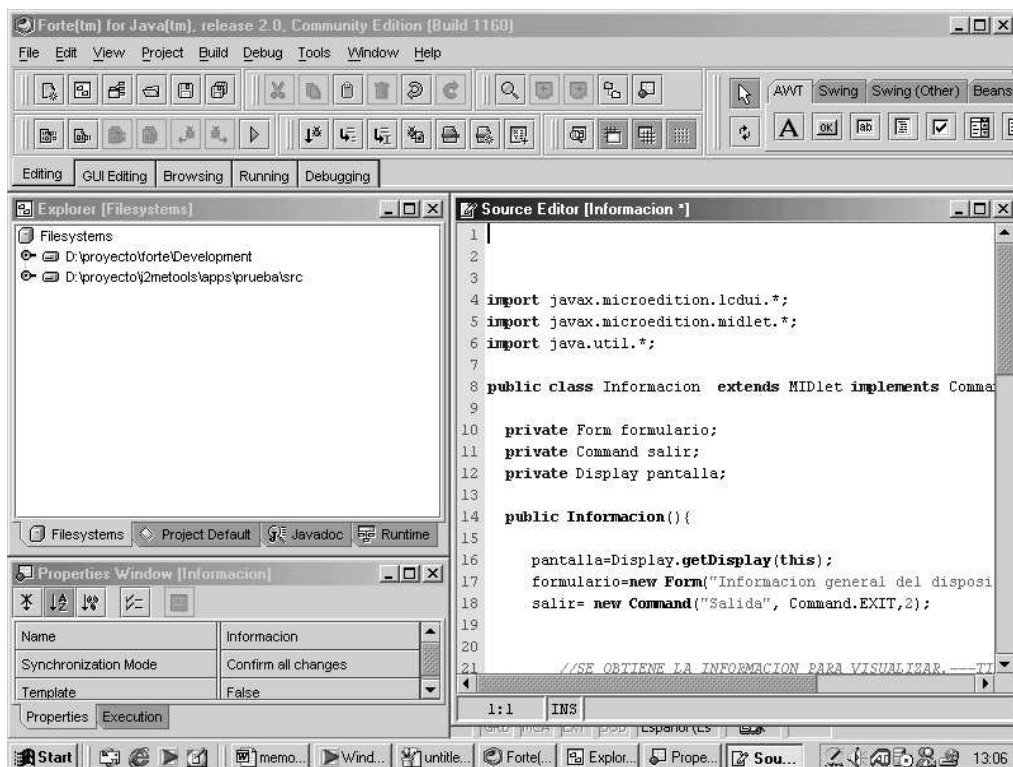 Forte(tm) for Java(tm), release 2.0, Community Edition (Build 1160)
File Edit View Project Build Debug Tools Window Help
AWT Swing Swing (Other) Beans
A OK ab
Editing GUI Editing Browsing Running Debugging
Explorer [Filesystems]
Filesystems
D:\proyecto\forte\Development
D:\proyecto\j2metools\apps\prueba\src
Filesystems Project Default Javadoc Runtime
Properties Window [Informacion]
Name Informacion
Synchronization Mode Confirm all changes
Template False
Properties Execution
Source Editor [Informacion *]
1
2
3
4 import javax.microedition.lcdui.*;
5 import javax.microedition.midlet.*;
6 import java.util.*;
7
8 public class Informacion extends MIDlet implements Comma
9
10 private Form formulario;
11 private Command salir;
12 private Display pantalla;
13
14 public Informacion(){
15
16 pantalla=Display.getDisplay(this);
17 formulario=new Form("Informacion general del disposi
18 salir= new Command("Salida", Command.EXIT,2);
19
20
21 //SE OBTIENE LA INFORMACION PARA VISUALIZAR.---TI
1:1 INS
Start memo... Wind... untitle... Forte(... Explor... Prope... Sou... 13:06